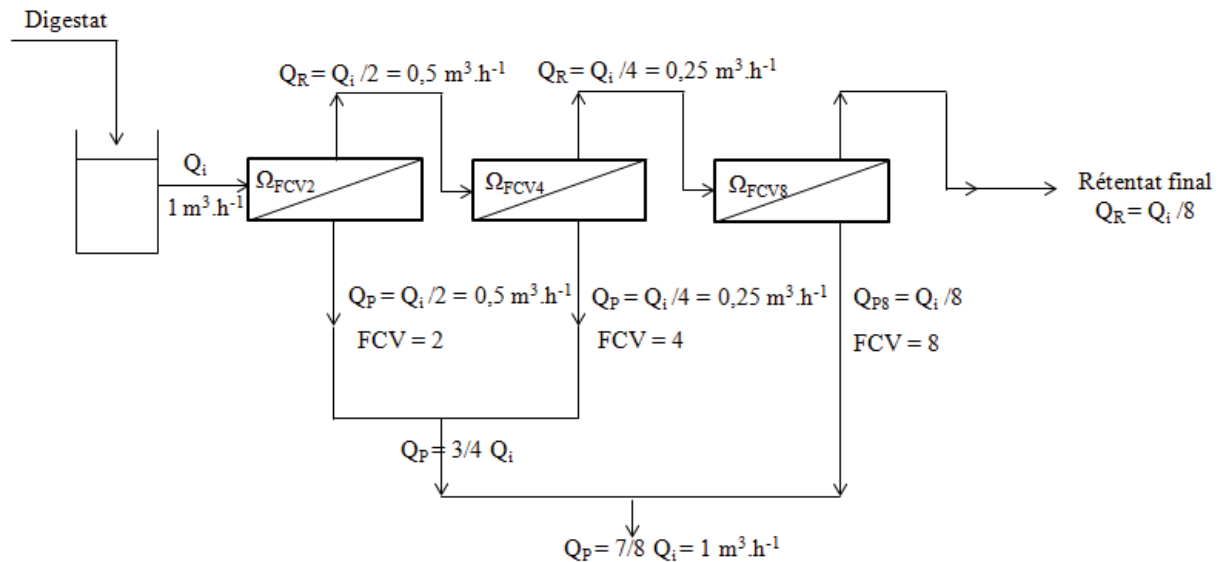 Digestat
Q_R = Q_i /2 = 0,5 m³.h⁻¹
Q_R = Q_i /4 = 0,25 m³.h⁻¹
Q_i
1 m³.h⁻¹
Ω_FCV2
Ω_FCV4
Ω_FCV8
Rétentat final
Q_R = Q_i /8
Q_P = Q_i /2 = 0,5 m³.h⁻¹
FCV = 2
Q_P = Q_i /4 = 0,25 m³.h⁻¹
FCV = 4
Q_P8 = Q_i /8
FCV = 8
Q_P = 3/4 Q_i
Q_P = 7/8 Q_i = 1 m³.h⁻¹